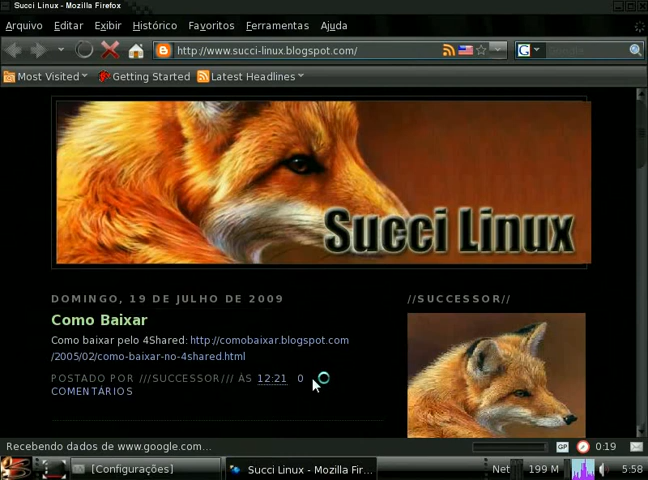 Succi Linux - Mozilla Firefox
Arquivo Editar Exibir Histórico Favoritos Ferramentas Ajuda
http://www.succi-linux.blogspot.com/
G Google
Most Visited Getting Started Latest Headlines
Succi Linux
DOMINGO, 19 DE JULHO DE 2009
Como Baixar
Como baixar pelo 4Shared: http://comobaixar.blogspot.com
/2005/02/como-baixar-no-4shared.html
POSTADO POR ///SUCCESSOR/// ÀS 12:21 0
COMENTÁRIOS
//SUCCESSOR//
Recebendo dados de www.google.com...
GP 0:19
[Configurações] Succi Linux - Mozilla Fir... Net 199 M 5:58